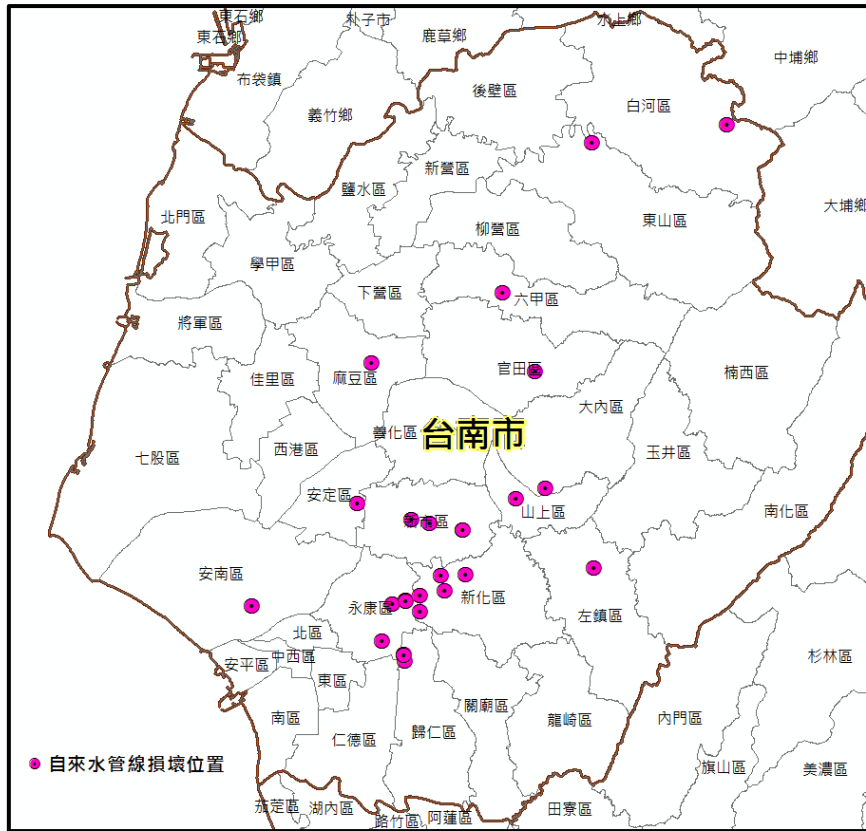 東石鄉
朴子市
水上鄉
東石鄉
鹿草鄉
中埔鄉
布袋鎮
後壁區
白河區
義竹鄉
新營區
鹽水區
大埔鄉
北門區
柳營區
東山區
學甲區
下營區
六甲區
將軍區
官田區
楠西區
佳里區
麻豆區
大內區
善化區
台南市
西港區
玉井區
七股區
安定區
山上區
南化區
新市區
安南區
新化區
永康區
左鎮區
北區
中西區
安平區
杉林區
東區
關廟區
南區
龍崎區
內門區
歸仁區
仁德區
自來水管線損壞位置
旗山區
美濃區
茄萣區
湖內區
田寮區
阿蓮區
路竹區